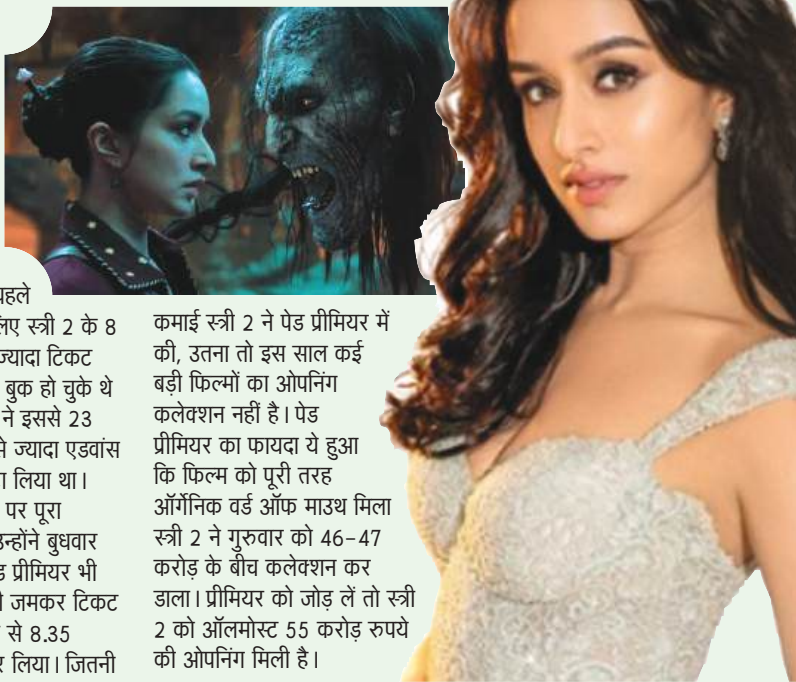 पहले
लिए स्त्री 2 के 8
ज्यादा टिकट
बुक हो चुके थे
ने इससे 23
से ज्यादा एडवांस
लिया था।
पर पूरा
उन्होंने बुधवार
प्रीमियर भी
जमकर टिकट
से 8.35
लिया। जितनी
कमाई स्त्री 2 ने पेड प्रीमियर में
की, उतना तो इस साल कई
बड़ी फिल्मों का ओपनिंग
कलेक्शन नहीं है। पेड
प्रीमियर का फायदा ये हुआ
कि फिल्म को पूरी तरह
ऑर्गेनिक वर्ड ऑफ माउथ मिला
स्त्री 2 ने गुरुवार को 46-47
करोड़ के बीच कलेक्शन कर
डाला। प्रीमियर को जोड़ लें तो स्त्री
2 को ऑलमोस्ट 55 करोड़ रुपये
की ओपनिंग मिली है।